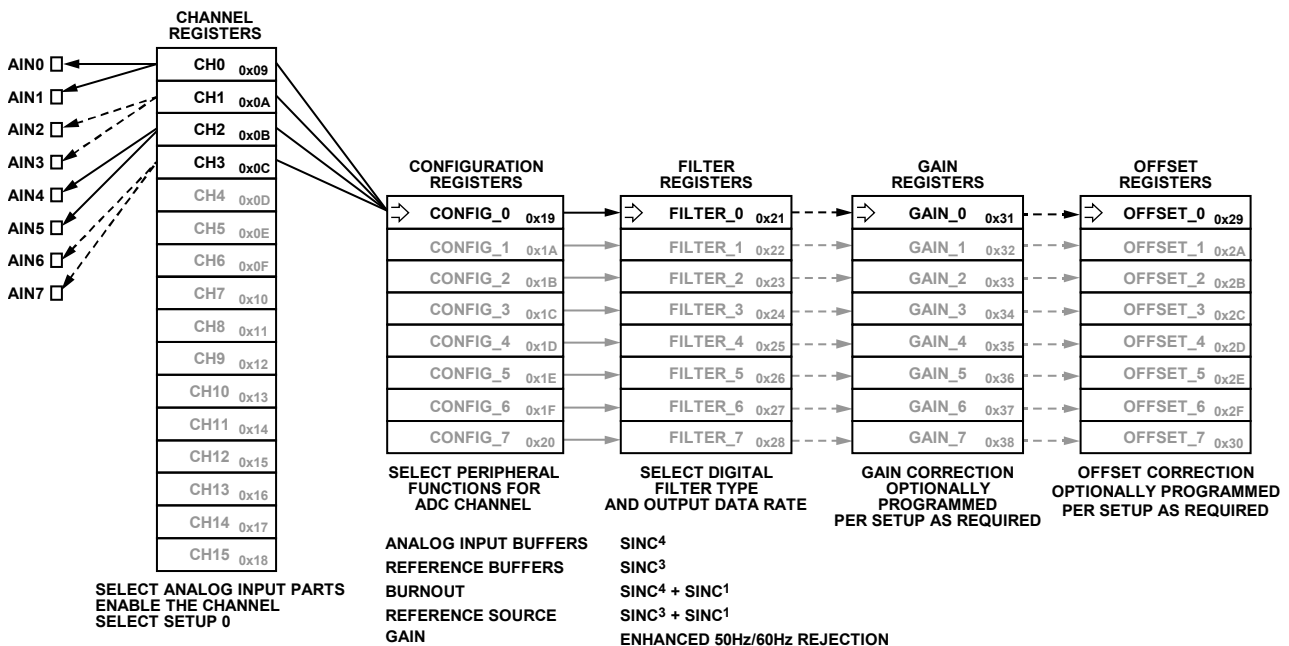 CHANNEL
REGISTERS
AIN0
AIN1
AIN2
AIN3
AIN4
AIN5
AIN6
AIN7
CH0 0x09
CH1 0x0A
CH2 0x0B
CH3 0x0C
CH4 0x0D
CH5 0x0E
CH6 0x0F
CH7 0x10
CH8 0x11
CH9 0x12
CH10 0x13
CH11 0x14
CH12 0x15
CH13 0x16
CH14 0x17
CH15 0x18
SELECT ANALOG INPUT PARTS
ENABLE THE CHANNEL
SELECT SETUP 0
CONFIGURATION
REGISTERS
CONFIG_0 0x19
CONFIG_1 0x1A
CONFIG_2 0x1B
CONFIG_3 0x1C
CONFIG_4 0x1D
CONFIG_5 0x1E
CONFIG_6 0x1F
CONFIG_7 0x20
SELECT PERIPHERAL
FUNCTIONS FOR
ADC CHANNEL
ANALOG INPUT BUFFERS
REFERENCE BUFFERS
BURNOUT
REFERENCE SOURCE
GAIN
FILTER
REGISTERS
FILTER_0 0x21
FILTER_1 0x22
FILTER_2 0x23
FILTER_3 0x24
FILTER_4 0x25
FILTER_5 0x26
FILTER_6 0x27
FILTER_7 0x28
SELECT DIGITAL
FILTER TYPE
AND OUTPUT DATA RATE
SINC4
SINC3
SINC4 + SINC1
SINC3 + SINC1
ENHANCED 50Hz/60Hz REJECTION
GAIN
REGISTERS
GAIN_0 0x31
GAIN_1 0x32
GAIN_2 0x33
GAIN_3 0x34
GAIN_4 0x35
GAIN_5 0x36
GAIN_6 0x37
GAIN_7 0x38
GAIN CORRECTION
OPTIONALLY
PROGRAMMED
PER SETUP AS REQUIRED
OFFSET
REGISTERS
OFFSET_0 0x29
OFFSET_1 0x2A
OFFSET_2 0x2B
OFFSET_3 0x2C
OFFSET_4 0x2D
OFFSET_5 0x2E
OFFSET_6 0x2F
OFFSET_7 0x30
OFFSET CORRECTION
OPTIONALLY PROGRAMMED
PER SETUP AS REQUIRED